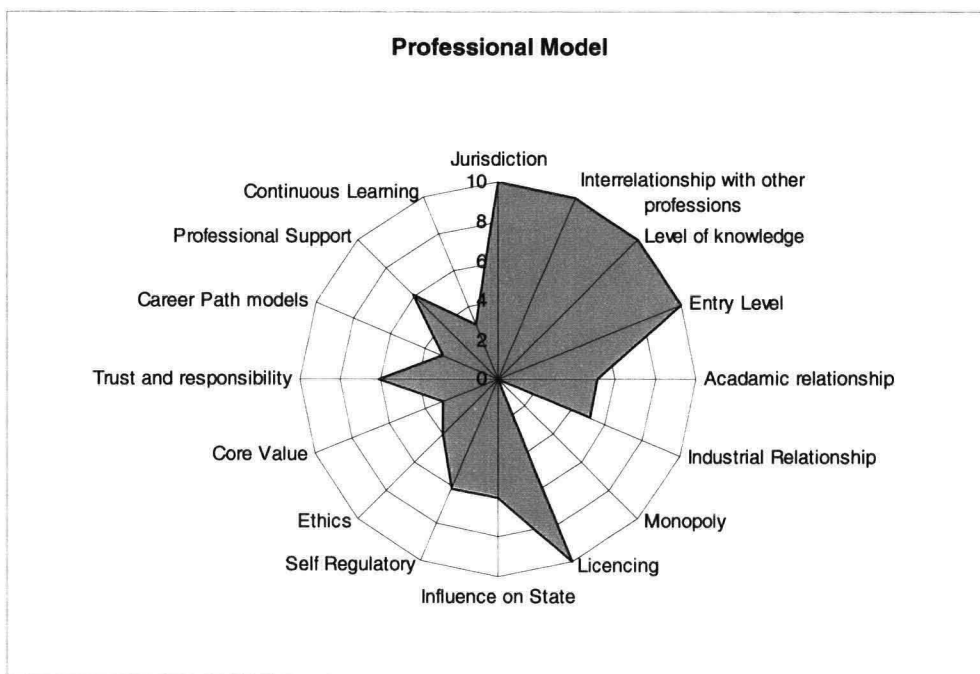 Professional Model
Jurisdiction
Interrelationship with other
professions
Level of knowledge
Entry Level
Acadamic relationship
Industrial Relationship
Monopoly
Licencing
Influence on State
Self Regulatory
Ethics
Core Value
Trust and responsibility
Career Path models
Professional Support
Continuous Learning
10
8
6
4
2
0